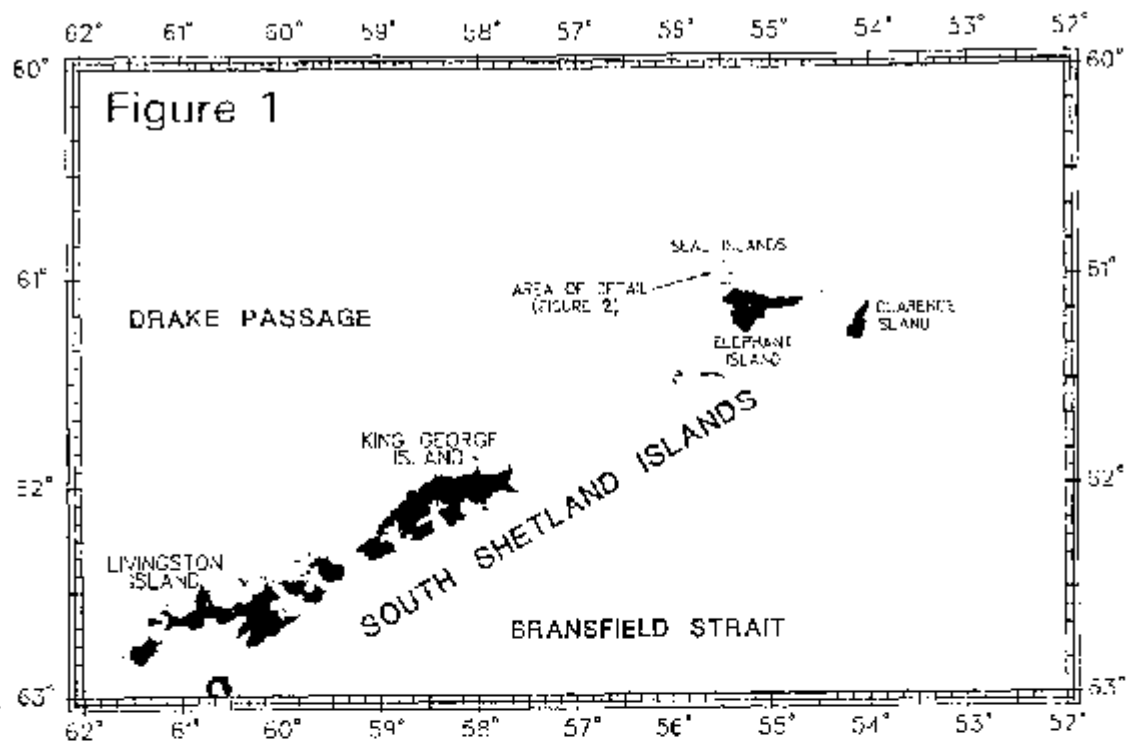 62° 61° 60° 59° 58° 57° 56° 55° 54° 53° 52°
60° 60°
Figure 1
SEAL ISLANDS
61° 61°
AREA OF DETAIL
(FIGURE 2)
DRAKE PASSAGE
CLARENCE
ISLAND
ELEPHANT
ISLAND
KING GEORGE
ISLAND
62° 62°
SOUTH SHETLAND ISLANDS
LIVINGSTON
ISLAND
BRANSFIELD STRAIT
63° 63°
62° 61° 60° 59° 58° 57° 56° 55° 54° 53° 52°